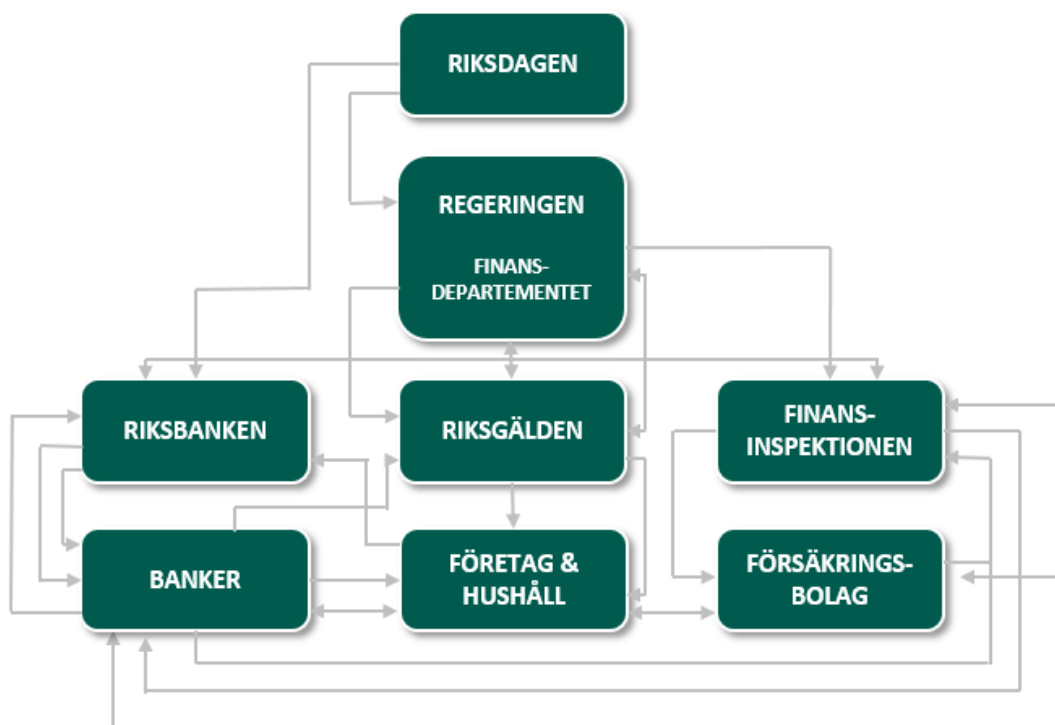 RIKSDAGEN
REGERINGEN
FINANS-
DEPARTEMENTET
RIKSBANKEN
RIKSGÄLDEN
FINANS-
INSPEKTIONEN
BANKER
FÖRETAG &
HUSHÅLL
FÖRSÄKRINGS-
BOLAG